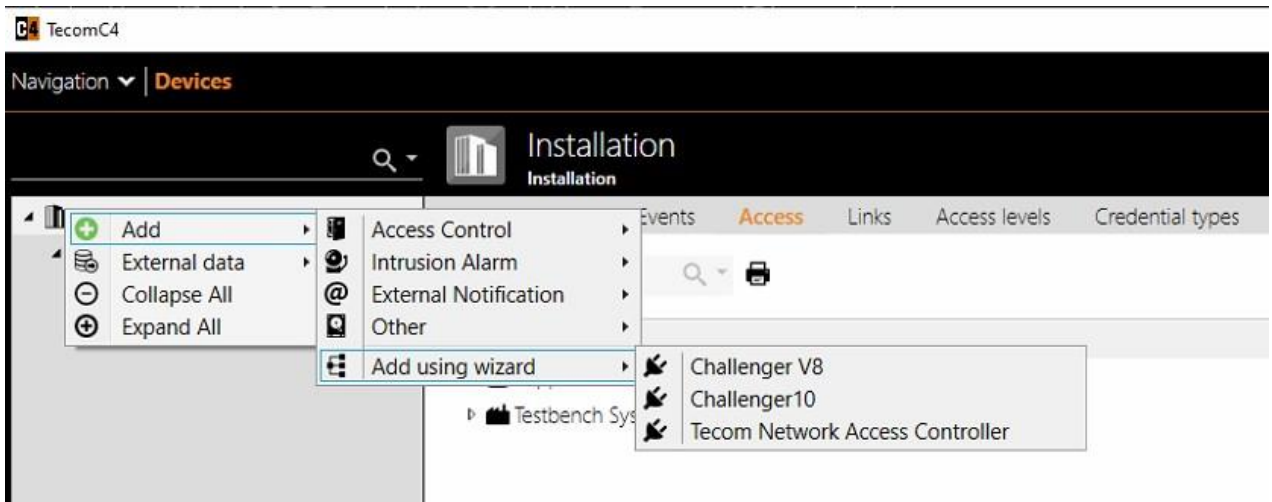 C4 TecomC4
Navigation | Devices
Installation
Installation
Events Access Links Access levels Credential types
Add
External data
Collapse All
Expand All
Access Control
Intrusion Alarm
External Notification
Other
Add using wizard
Challenger V8
Challenger10
Tecom Network Access Controller
Testbench Sys